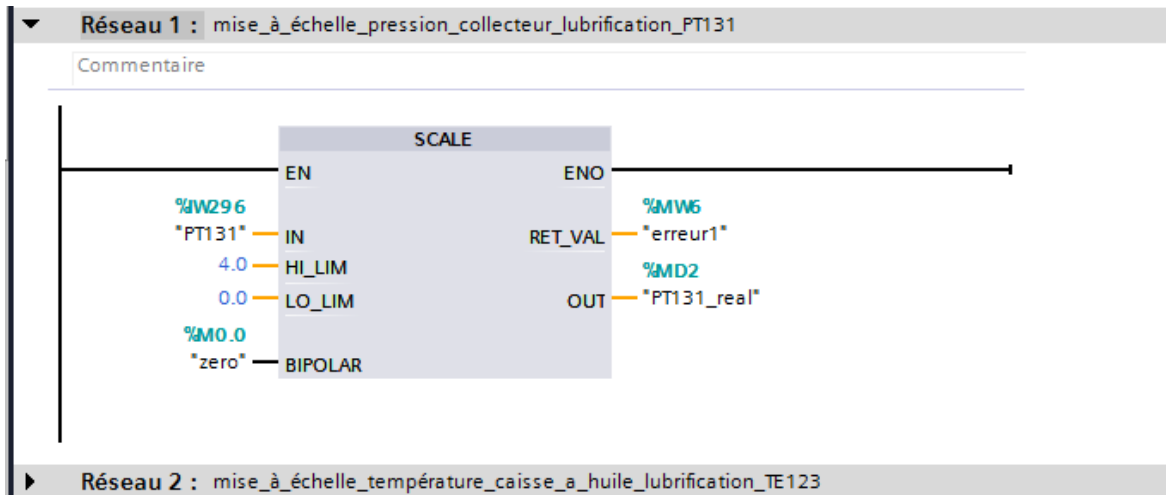 Réseau 1 : mise_à_échelle_pression_collecteur_lubrification_PT131
Commentaire
SCALE
EN ENO
%IW296 %MW6
"PT131" IN RET_VAL "erreur1"
4.0 HI_LIM %MD2
0.0 LO_LIM OUT "PT131_real"
%M0.0
"zero" BIPOLAR
Réseau 2 : mise_à_échelle_température_caisse_a_huile_lubrification_TE123